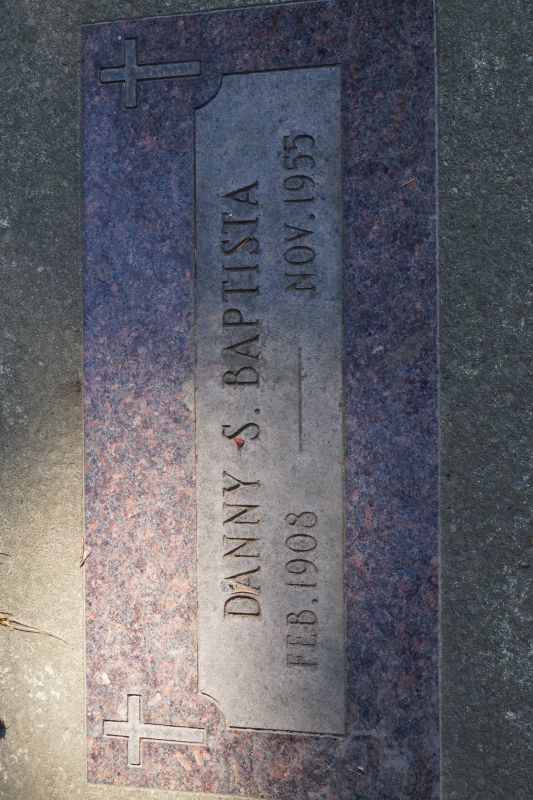 DANNY S. BAPTISTA
FEB. 1908 — NOV. 1955